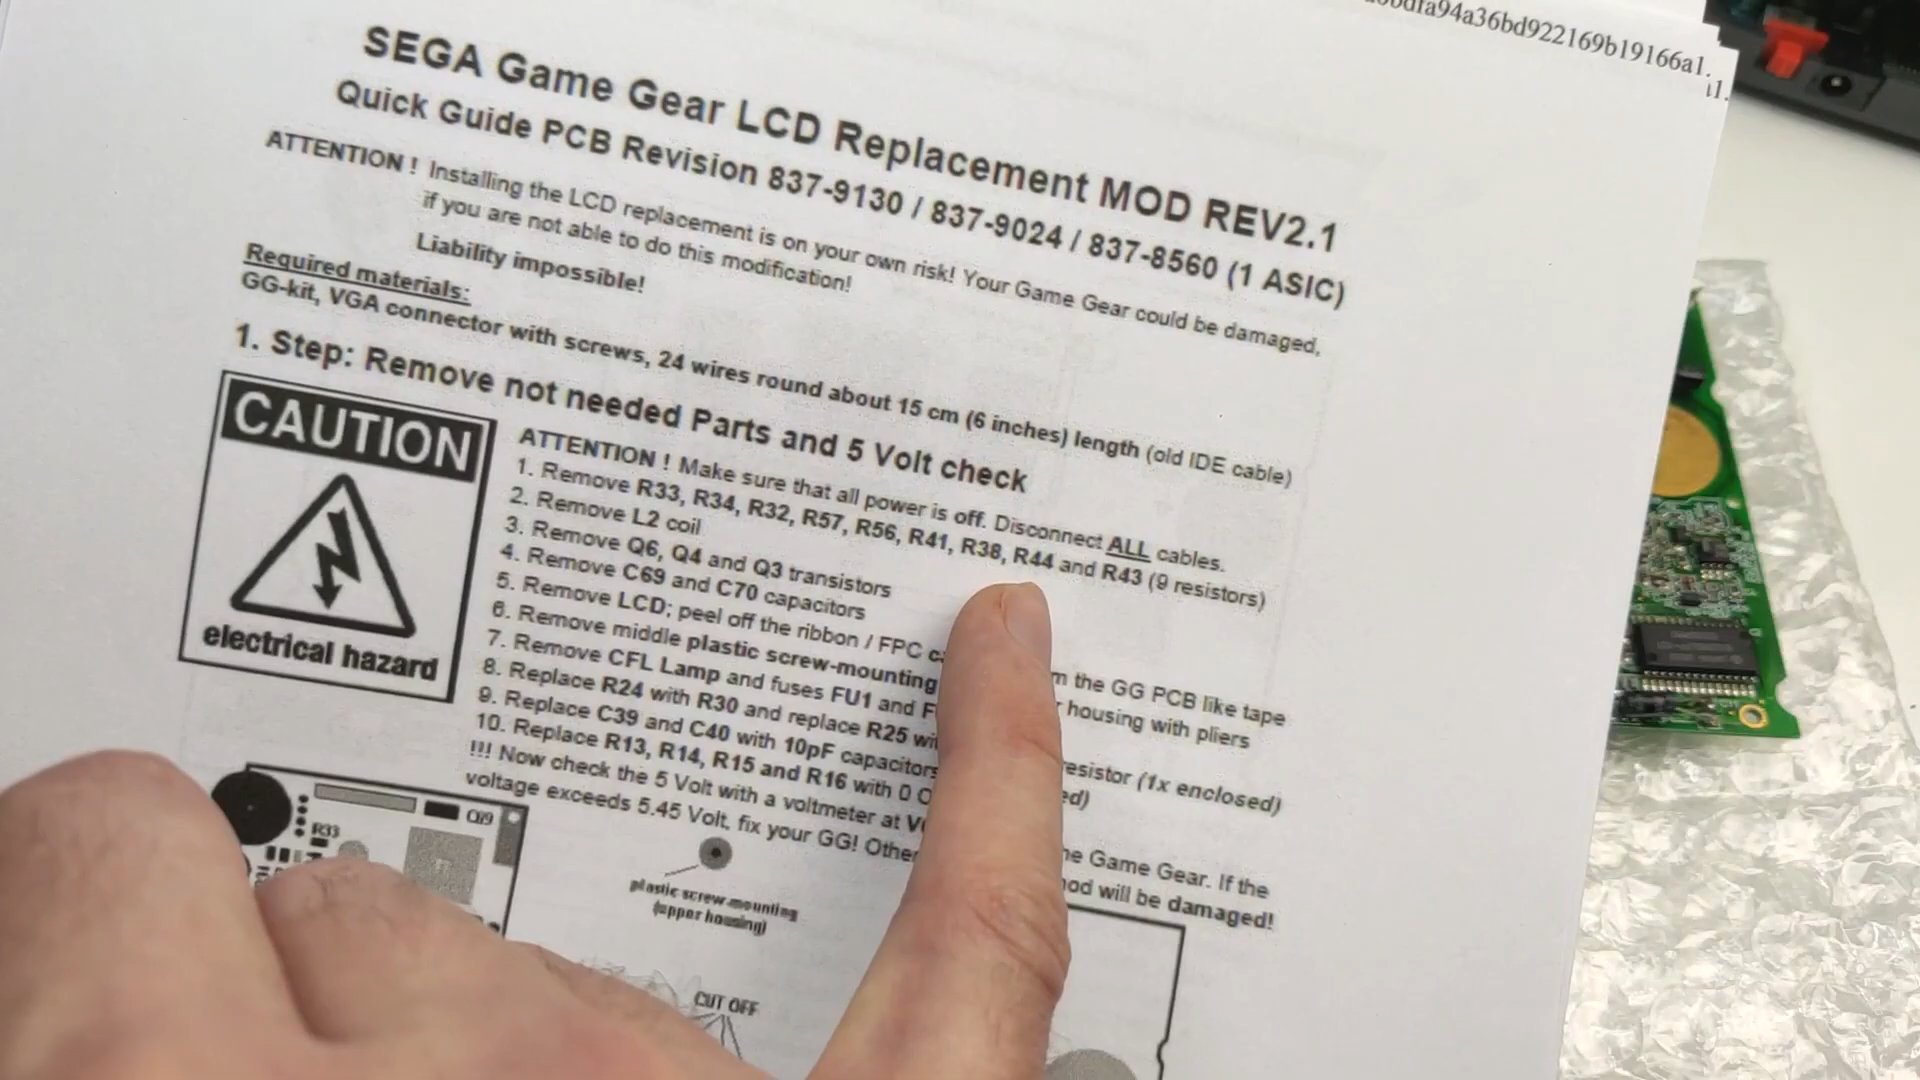 60dfa94a36bd922169b19166a1.
a1.
SEGA Game Gear LCD Replacement MOD REV2.1
Quick Guide PCB Revision 837-9130 / 837-9024 / 837-8560 (1 ASIC)
ATTENTION ! Installing the LCD replacement is on your own risk! Your Game Gear could be damaged,
if you are not able to do this modification!
Liability impossible!
Required materials:
GG-kit, VGA connector with screws, 24 wires round about 15 cm (6 inches) length (old IDE cable)
1. Step: Remove not needed Parts and 5 Volt check
CAUTION
electrical hazard
ATTENTION ! Make sure that all power is off. Disconnect ALL cables.
1. Remove R33, R34, R32, R57, R56, R41, R38, R44 and R43 (9 resistors)
2. Remove L2 coil
3. Remove Q6, Q4 and Q3 transistors
4. Remove C69 and C70 capacitors
5. Remove LCD; peel off the ribbon / FPC the GG PCB like tape
6. Remove middle plastic screw-mounting housing with pliers
7. Remove CFL Lamp and fuses FU1 and
8. Replace R24 with R30 and replace R25 resistor (1x enclosed)
9. Replace C39 and C40 with 10pF capacitors
10. Replace R13, R14, R15 and R16 with 0
!!! Now check the 5 Volt with a voltmeter at Game Gear. If the
voltage exceeds 5.45 Volt, fix your GG! mod will be damaged!
C69
R33
plastic screw-mounting
(upper housing)
CUT OFF